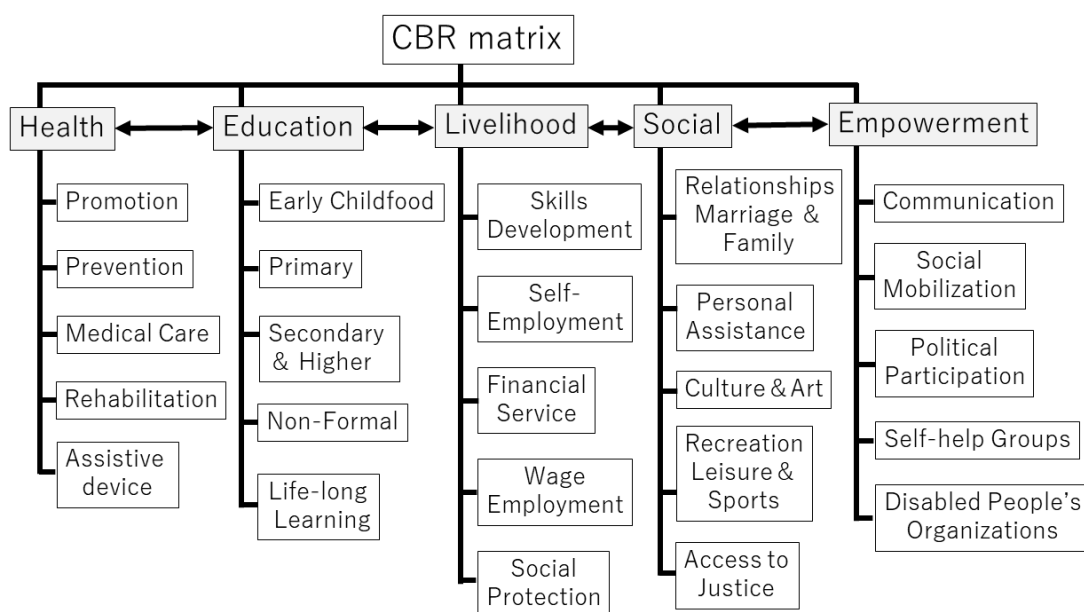 CBR matrix
Health
Education
Livelihood
Social
Empowerment
Promotion
Prevention
Medical Care
Rehabilitation
Assistive
device
Early Childfood
Primary
Secondary
& Higher
Non-Formal
Life-long
Learning
Skills
Development
Self-
Employment
Financial
Service
Wage
Employment
Social
Protection
Relationships
Marriage &
Family
Personal
Assistance
Culture & Art
Recreation
Leisure &
Sports
Access to
Justice
Communication
Social
Mobilization
Political
Participation
Self-help Groups
Disabled People’s
Organizations